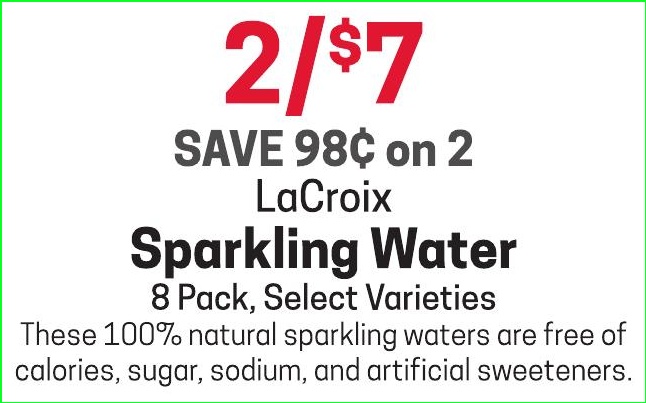 2/$7
SAVE 98¢ on 2
LaCroix
Sparkling Water
8 Pack, Select Varieties
These 100% natural sparkling waters are free of
calories, sugar, sodium, and artificial sweeteners.